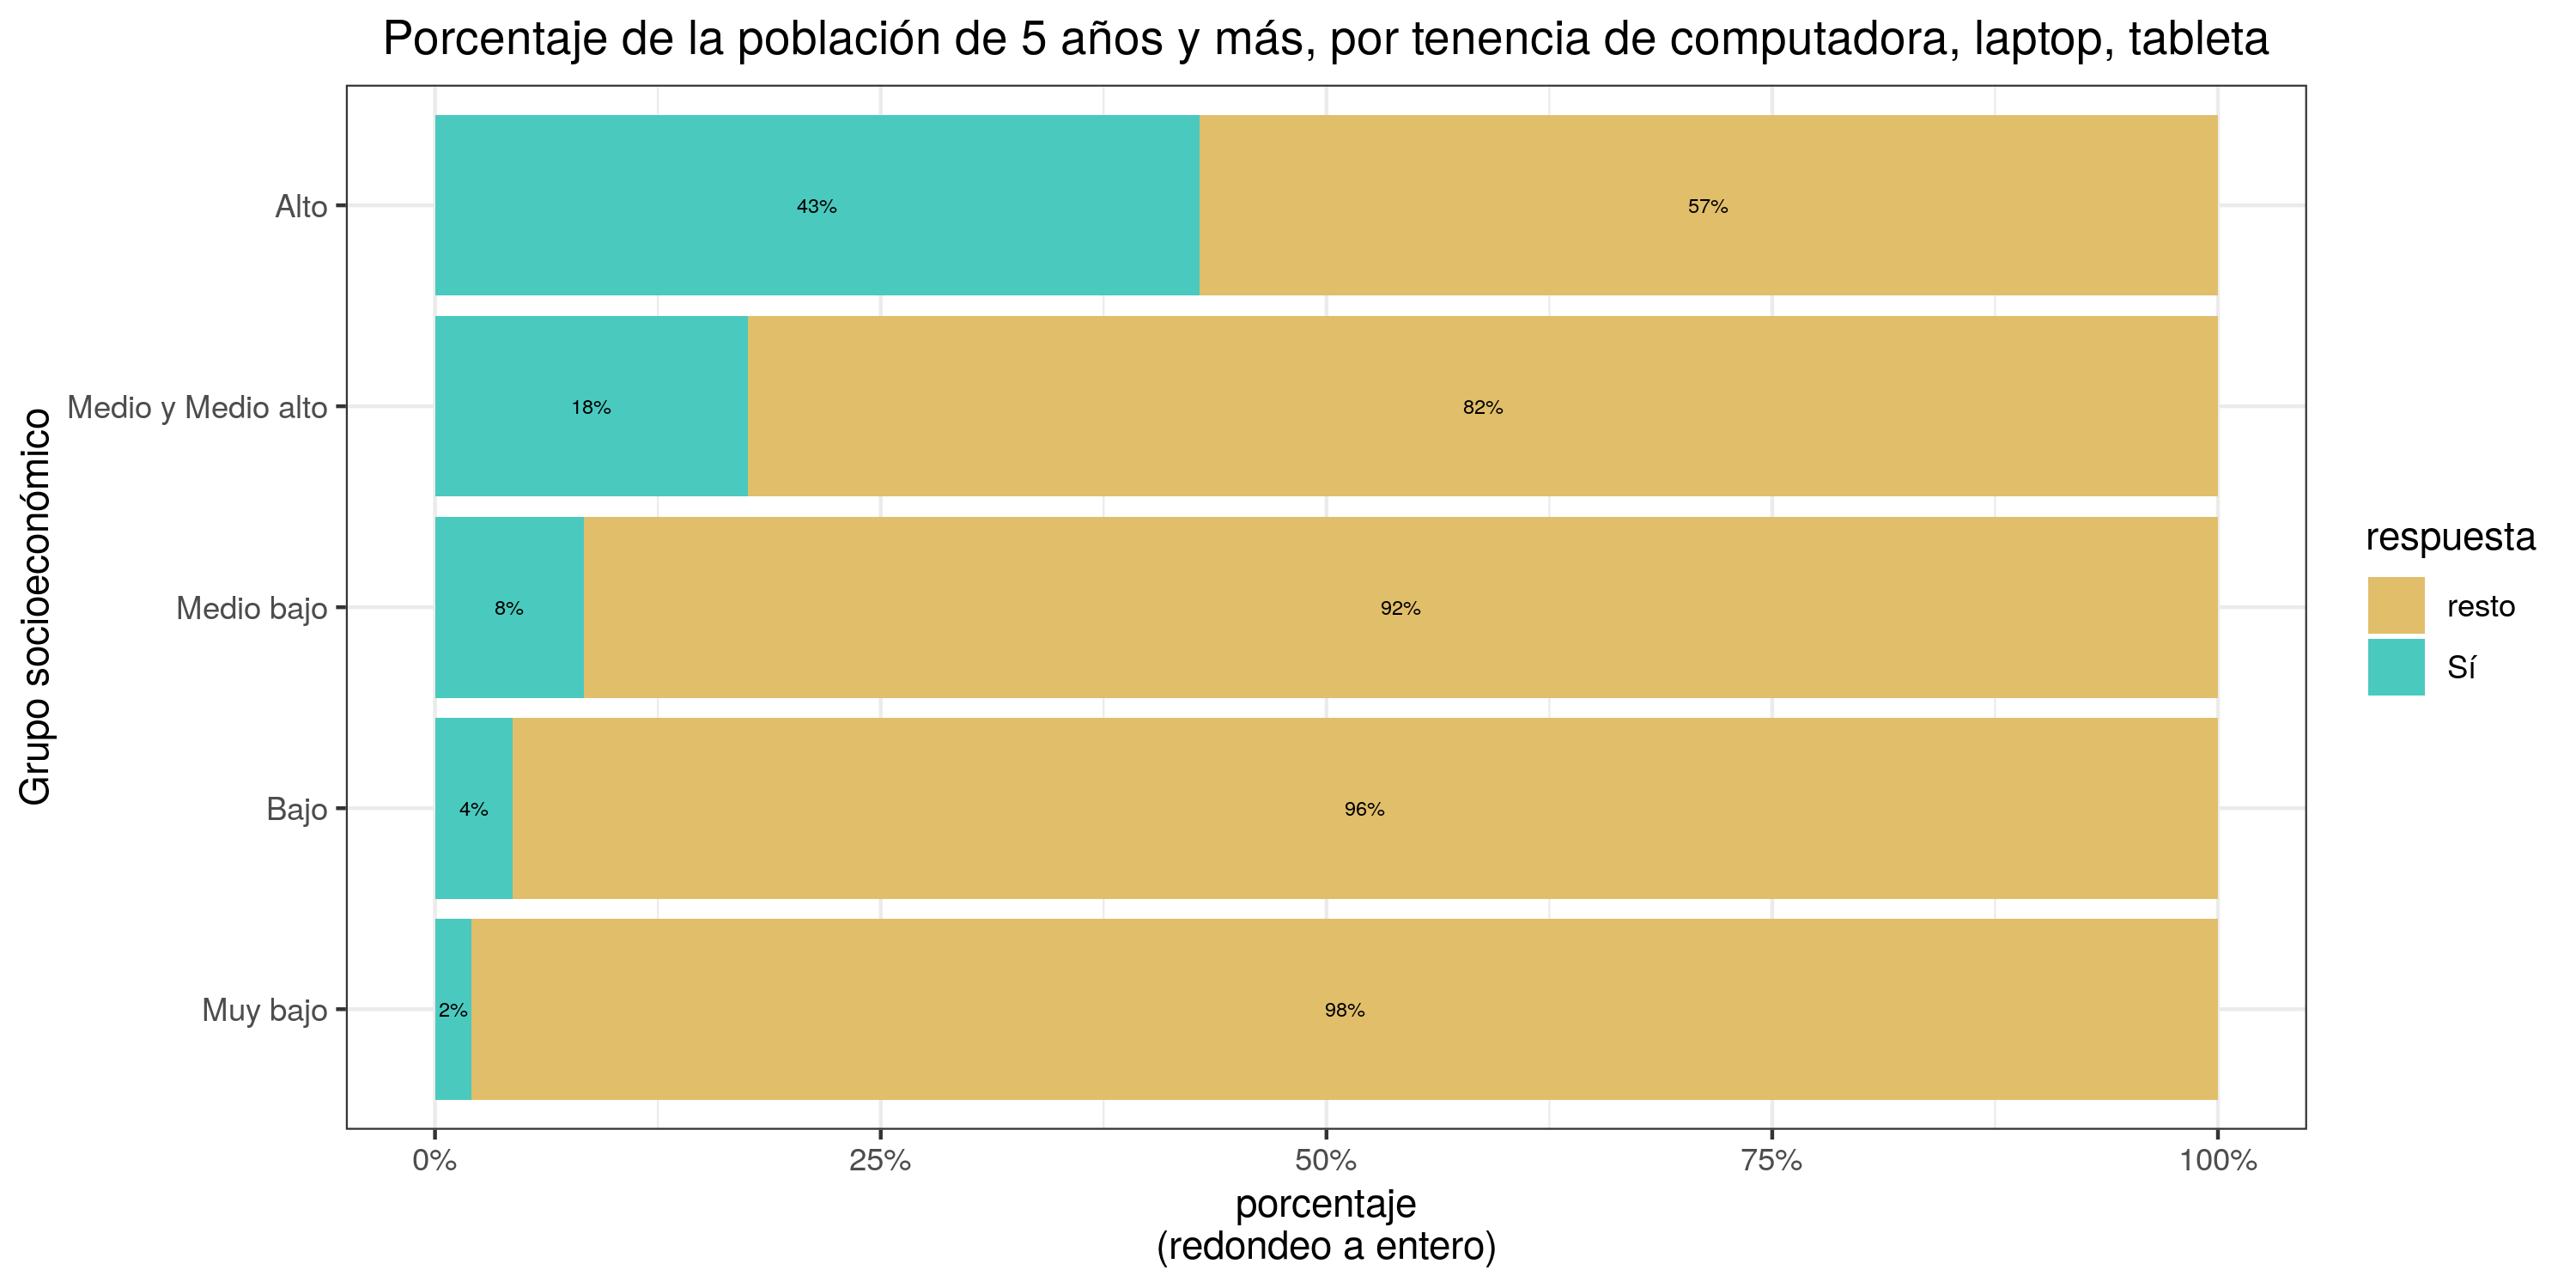 Porcentaje de la población de 5 años y más, por tenencia de computadora, laptop, tableta
Grupo socioeconómico
Alto
43%
57%
Medio y Medio alto
18%
82%
Medio bajo
8%
92%
Bajo
4%
96%
Muy bajo
2%
98%
0%
25%
50%
75%
100%
porcentaje
(redondeo a entero)
respuesta
resto
Sí